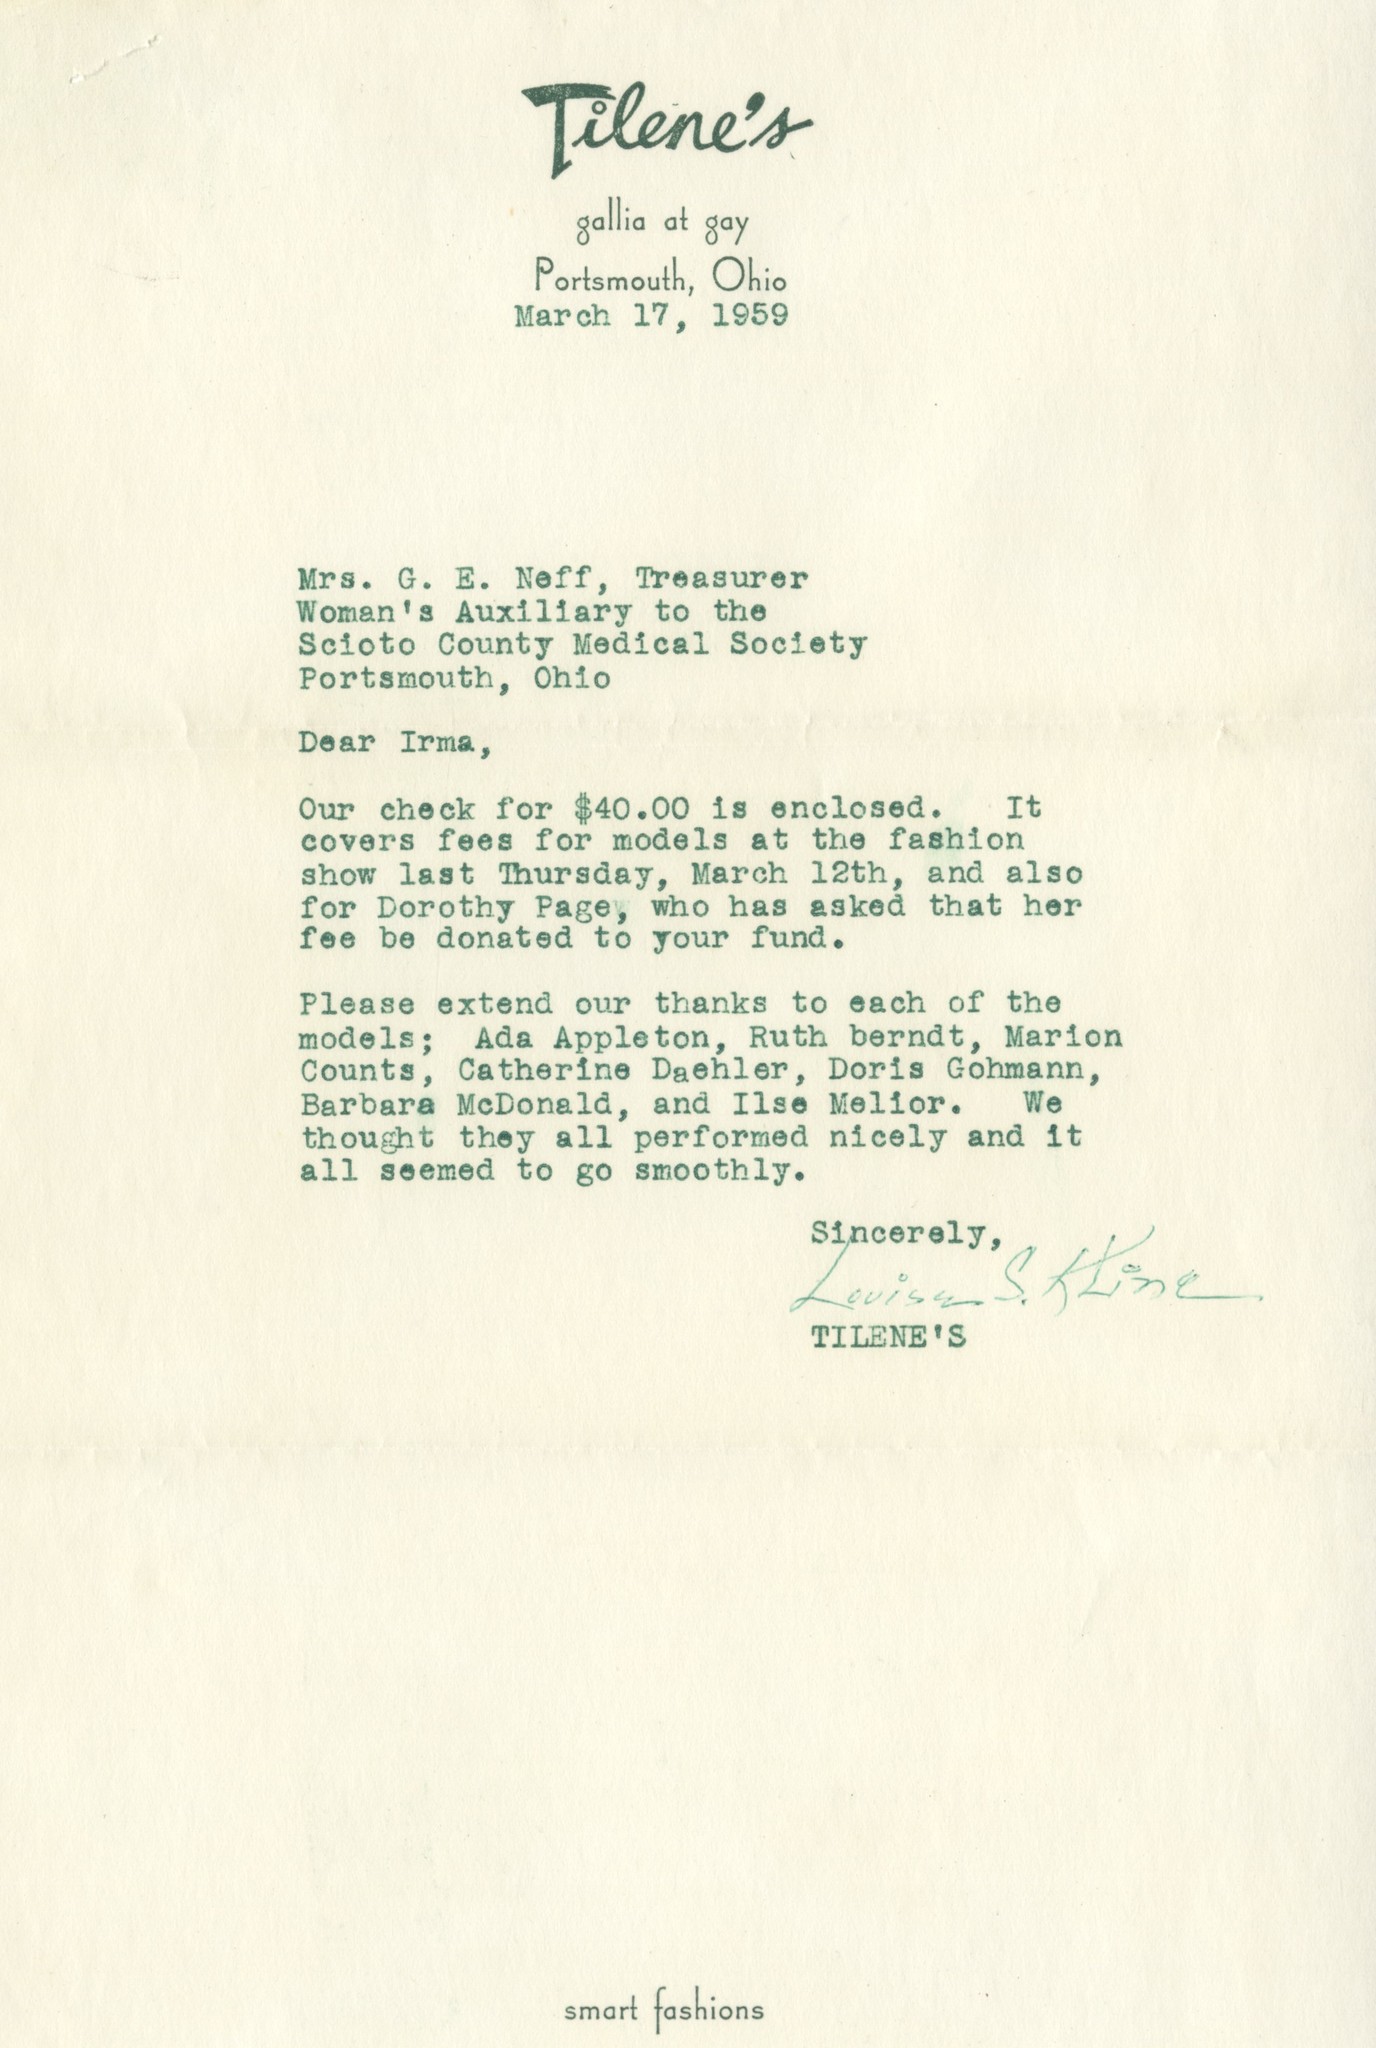 Tilene's
gallia at gay
Portsmouth, Ohio
March 17, 1959
Mrs. G. E. Neff, Treasurer
Woman's Auxiliary to the
Scioto County Medical Society
Portsmouth, Ohio
Dear Irma,
Our check for $40.00 is enclosed. It
covers fees for models at the fashion
show last Thursday, March 12th, and also
for Dorothy Page, who has asked that her
fee be donated to your fund.
Please extend our thanks to each of the
models; Ada Appleton, Ruth berndt, Marion
Counts, Catherine Daehler, Doris Gohmann,
Barbara McDonald, and Ilse Melior. We
thought they all performed nicely and it
all seemed to go smoothly.
Sincerely,
Louise S. Kline
TILENE'S
smart fashions